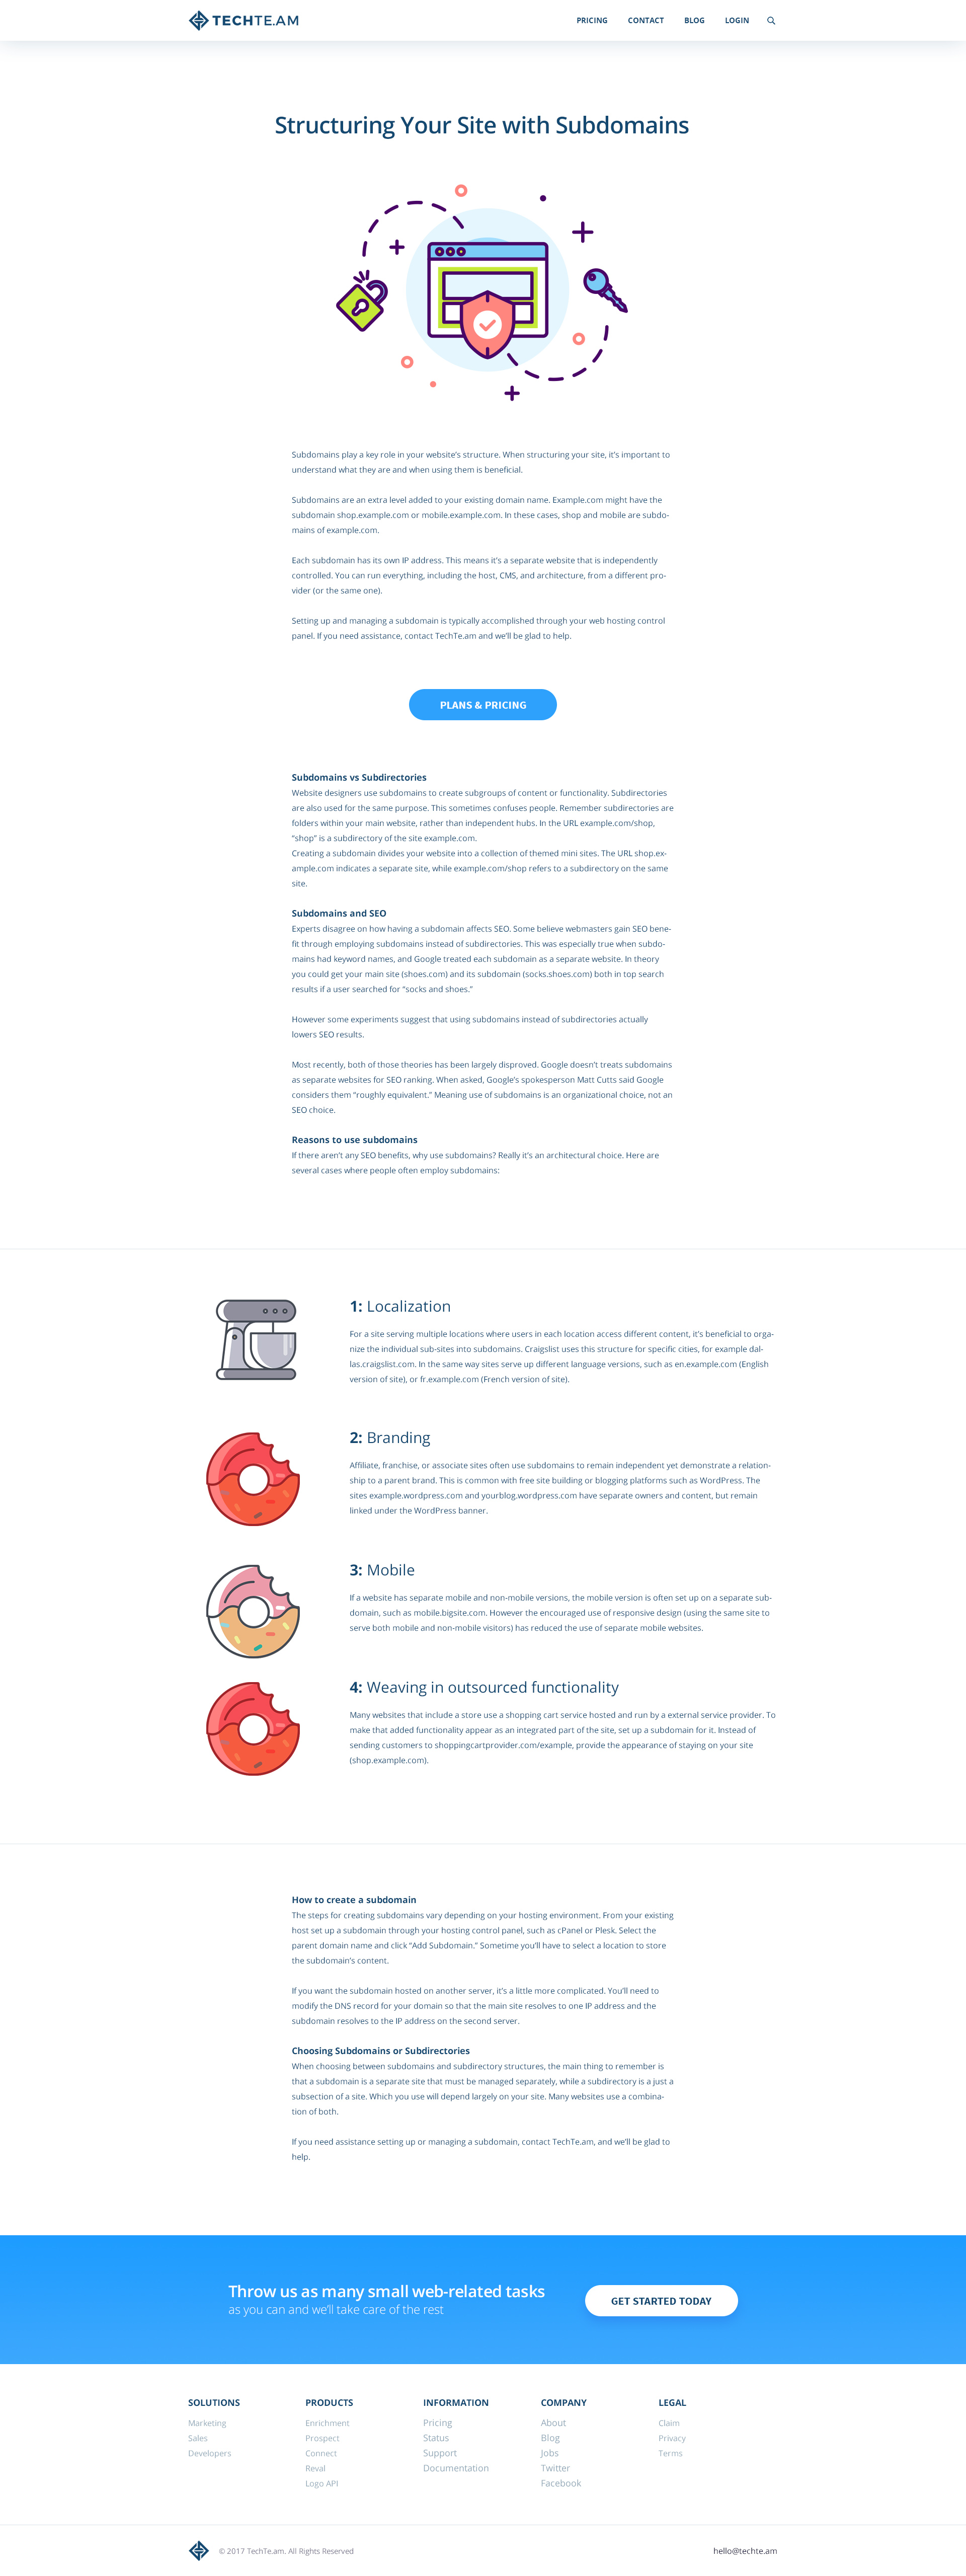 TECHTE.AM
PRICING CONTACT BLOG LOGIN
Structuring Your Site with Subdomains
Subdomains play a key role in your website's structure. When structuring your site, it's important to
understand what they are and when using them is beneficial.
Subdomains are an extra level added to your existing domain name. Example.com might have the
subdomain shop.example.com or mobile.example.com. In these cases, shop and mobile are subdo-
mains of example.com.
Each subdomain has its own IP address. This means it's a separate website that is independently
controlled. You can run everything, including the host, CMS, and architecture, from a different pro-
vider (or the same one).
Setting up and managing a subdomain is typically accomplished through your web hosting control
panel. If you need assistance, contact TechTe.am and we'll be glad to help.
PLANS & PRICING
Subdomains vs Subdirectories
Website designers use subdomains to create subgroups of content or functionality. Subdirectories
are also used for the same purpose. This sometimes confuses people. Remember subdirectories are
folders within your main website, rather than independent hubs. In the URL example.com/shop,
“shop” is a subdirectory of the site example.com.
Creating a subdomain divides your website into a collection of themed mini sites. The URL shop.ex-
ample.com indicates a separate site, while example.com/shop refers to a subdirectory on the same
site.
Subdomains and SEO
Experts disagree on how having a subdomain affects SEO. Some believe webmasters gain SEO bene-
fit through employing subdomains instead of subdirectories. This was especially true when subdo-
mains had keyword names, and Google treated each subdomain as a separate website. In theory
you could get your main site (shoes.com) and its subdomain (socks.shoes.com) both in top search
results if a user searched for “socks and shoes.”
However some experiments suggest that using subdomains instead of subdirectories actually
lowers SEO results.
Most recently, both of those theories has been largely disproved. Google doesn't treats subdomains
as separate websites for SEO ranking. When asked, Google's spokesperson Matt Cutts said Google
considers them “roughly equivalent.” Meaning use of subdomains is an organizational choice, not an
SEO choice.
Reasons to use subdomains
If there aren't any SEO benefits, why use subdomains? Really it's an architectural choice. Here are
several cases where people often employ subdomains:
1: Localization
For a site serving multiple locations where users in each location access different content, it's beneficial to orga-
nize the individual sub-sites into subdomains. Craigslist uses this structure for specific cities, for example dal-
las.craigslist.com. In the same way sites serve up different language versions, such as en.example.com (English
version of site), or fr.example.com (French version of site).
2: Branding
Affiliate, franchise, or associate sites often use subdomains to remain independent yet demonstrate a relation-
ship to a parent brand. This is common with free site building or blogging platforms such as WordPress. The
sites example.wordpress.com and yourblog.wordpress.com have separate owners and content, but remain
linked under the WordPress banner.
3: Mobile
If a website has separate mobile and non-mobile versions, the mobile version is often set up on a separate sub-
domain, such as mobile.bigsite.com. However the encouraged use of responsive design (using the same site to
serve both mobile and non-mobile visitors) has reduced the use of separate mobile websites.
4: Weaving in outsourced functionality
Many websites that include a store use a shopping cart service hosted and run by a external service provider. To
make that added functionality appear as an integrated part of the site, set up a subdomain for it. Instead of
sending customers to shoppingcartprovider.com/example, provide the appearance of staying on your site
(shop.example.com).
How to create a subdomain
The steps for creating subdomains vary depending on your hosting environment. From your existing
host set up a subdomain through your hosting control panel, such as cPanel or Plesk. Select the
parent domain name and click “Add Subdomain.” Sometime you'll have to select a location to store
the subdomain's content.
If you want the subdomain hosted on another server, it's a little more complicated. You'll need to
modify the DNS record for your domain so that the main site resolves to one IP address and the
subdomain resolves to the IP address on the second server.
Choosing Subdomains or Subdirectories
When choosing between subdomains and subdirectory structures, the main thing to remember is
that a subdomain is a separate site that must be managed separately, while a subdirectory is a just a
subsection of a site. Which you use will depend largely on your site. Many websites use a combina-
tion of both.
If you need assistance setting up or managing a subdomain, contact TechTe.am, and we'll be glad to
help.
Throw us as many small web-related tasks
as you can and we'll take care of the rest
GET STARTED TODAY
SOLUTIONS
Marketing
Sales
Developers
PRODUCTS
Enrichment
Prospect
Connect
Reval
Logo API
INFORMATION
Pricing
Status
Support
Documentation
COMPANY
About
Blog
Jobs
Twitter
Facebook
LEGAL
Claim
Privacy
Terms
© 2017 TechTe.am. All Rights Reserved
hello@techte.am